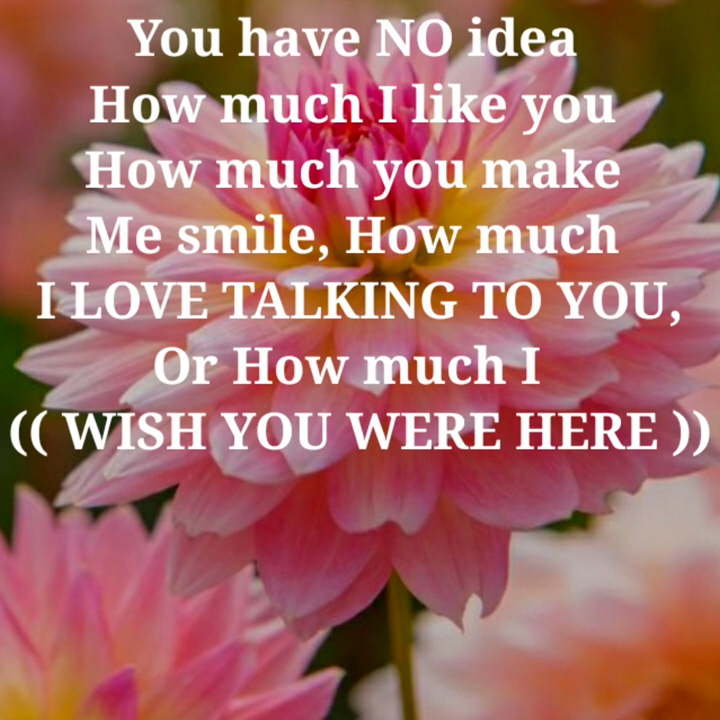 You have NO idea
How much I like you
How much you make
Me smile, How much
I LOVE TALKING TO YOU,
Or How much I
(( WISH YOU WERE HERE ))